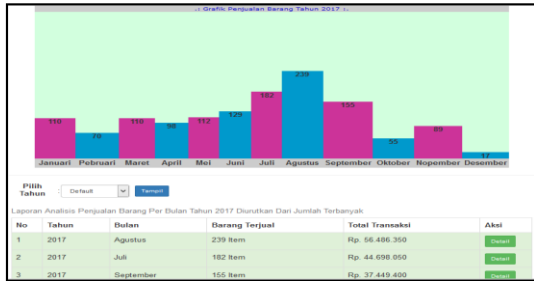 .: Grafik Penjualan Barang Tahun 2017 :.
239
182
155
129
110
110
112
98
89
55
17
Januari Pebruari Maret April Mei Juni Juli Agustus September Oktober Nopember Desember
Pilih Tahun : Default Tampil
Laporan Analisis Penjualan Barang Per Bulan Tahun 2017 Diurutkan Dari Jumlah Terbanyak
No Tahun Bulan Barang Terjual Total Transaksi Aksi
1 2017 Agustus 239 Item Rp. 56.486.350 Detail
2 2017 Juli 182 Item Rp. 44.698.050 Detail
3 2017 September 155 Item Rp. 37.449.400 Detail